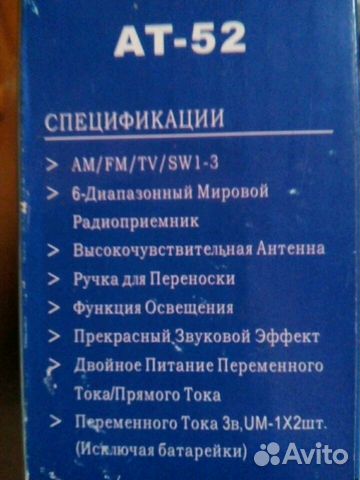 AT-52
СПЕЦИФИКАЦИИ
> AM/FM/TV/SW1-3
> 6-Диапазонный Мировой
Радиоприемник
> Высокочувствительная Антенна
> Ручка для Переноски
> Функция Освещения
> Прекрасный Звуковой Эффект
> Двойное Питание Переменного
Тока/Прямого Тока
> Переменного Тока 3в,UM-1X2шт.
(Исключая батарейки)
Avito